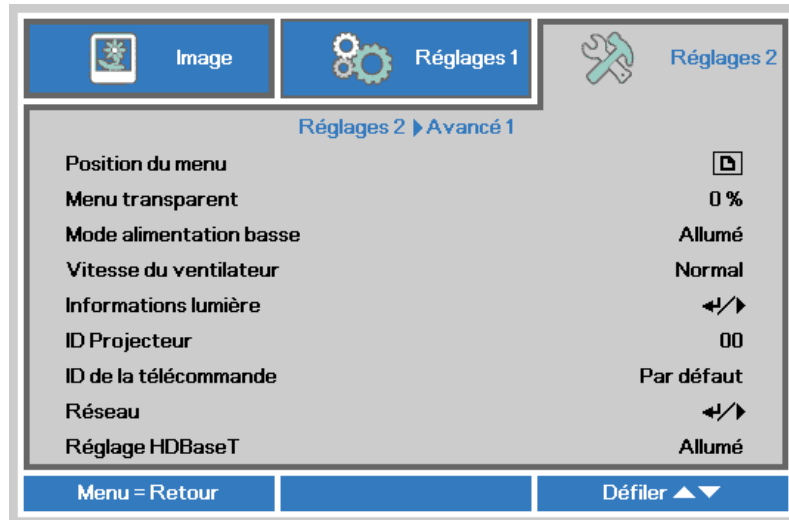 Image Réglages 1 Réglages 2
Réglages 2 Avancé 1
Position du menu
Menu transparent 0 %
Mode alimentation basse Allumé
Vitesse du ventilateur Normal
Informations lumière /
ID Projecteur 00
ID de la télécommande Par défaut
Réseau /
Réglage HDBaseT Allumé
Menu = Retour Défiler